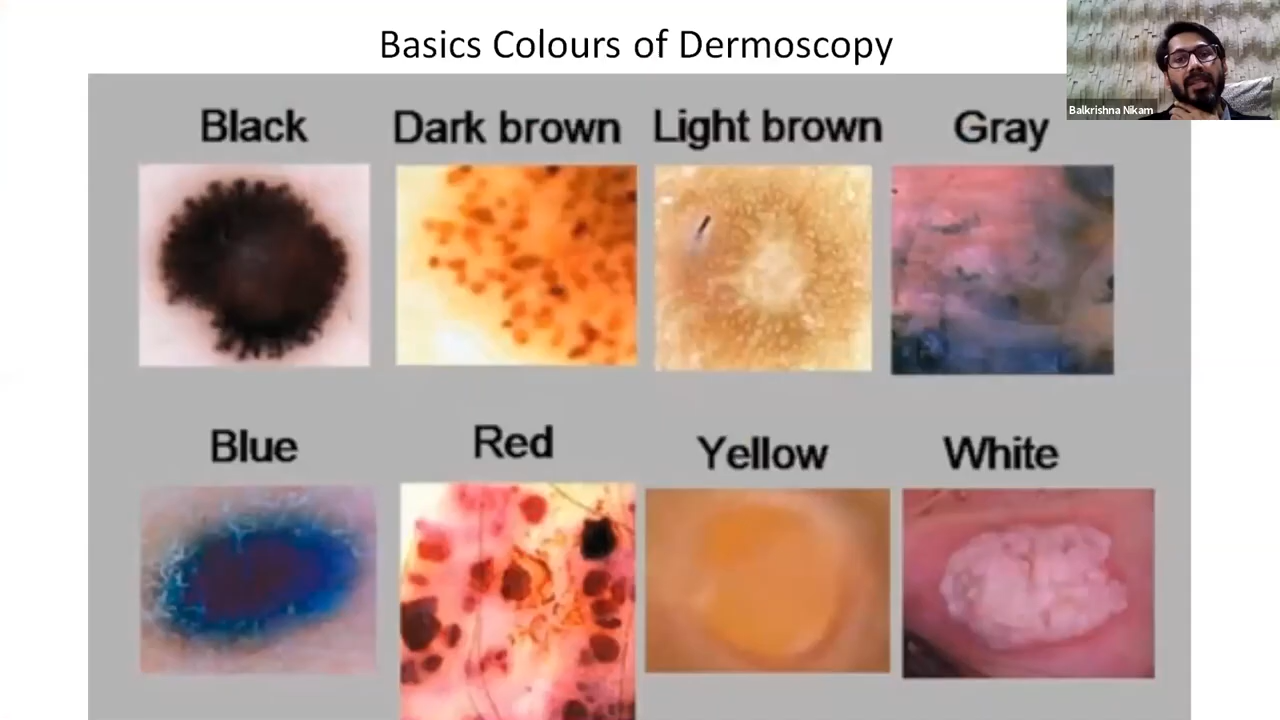 Basics Colours of Dermoscopy
Balkrishna Nikam
Black
Dark brown
Light brown
Gray
Blue
Red
Yellow
White